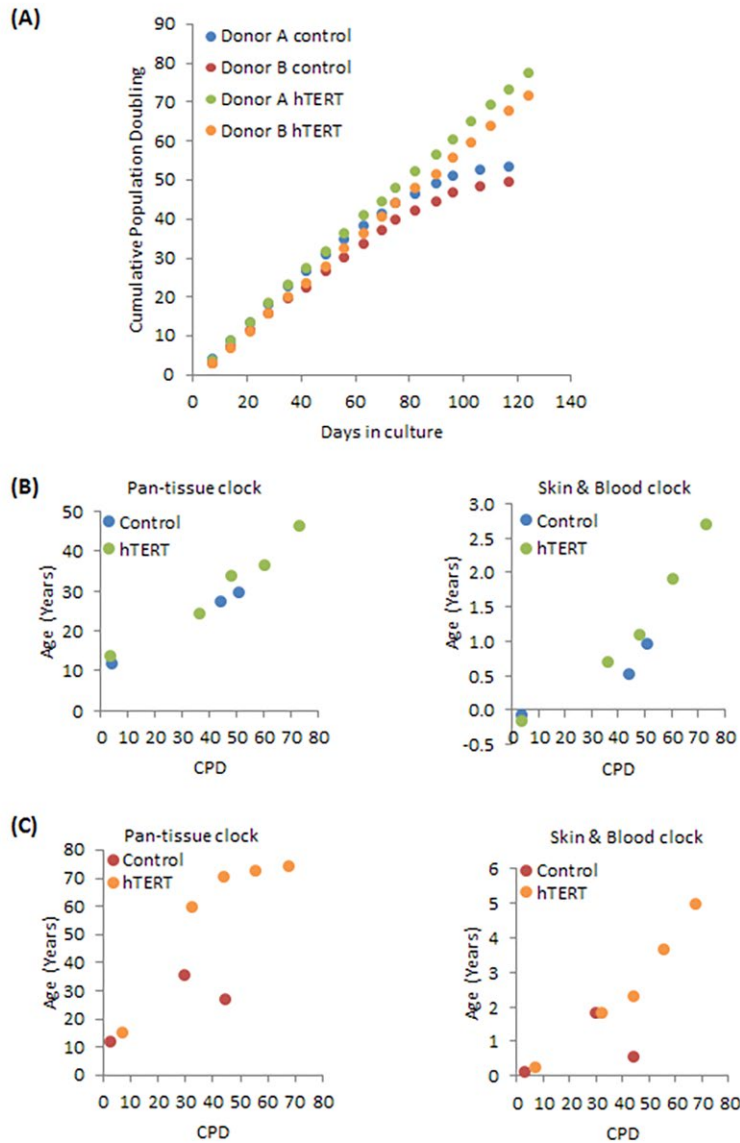 (A)
90
80
70
60
50
40
30
20
10
0
Cumulative Population Doubling
Donor A control
Donor B control
Donor A hTERT
Donor B hTERT
0 20 40 60 80 100 120 140
Days in culture
(B)
Pan-tissue clock
50
40
30
20
10
0
Age (Years)
Control
hTERT
0 10 20 30 40 50 60 70 80
CPD
Skin & Blood clock
3.0
2.5
2.0
1.5
1.0
0.5
0.0
-0.5
Age (Years)
Control
hTERT
0 10 20 30 40 50 60 70 80
CPD
(C)
Pan-tissue clock
80
70
60
50
40
30
20
10
0
Age (Years)
Control
hTERT
0 10 20 30 40 50 60 70 80
CPD
Skin & Blood clock
6
5
4
3
2
1
0
Age (Years)
Control
hTERT
0 10 20 30 40 50 60 70 80
CPD